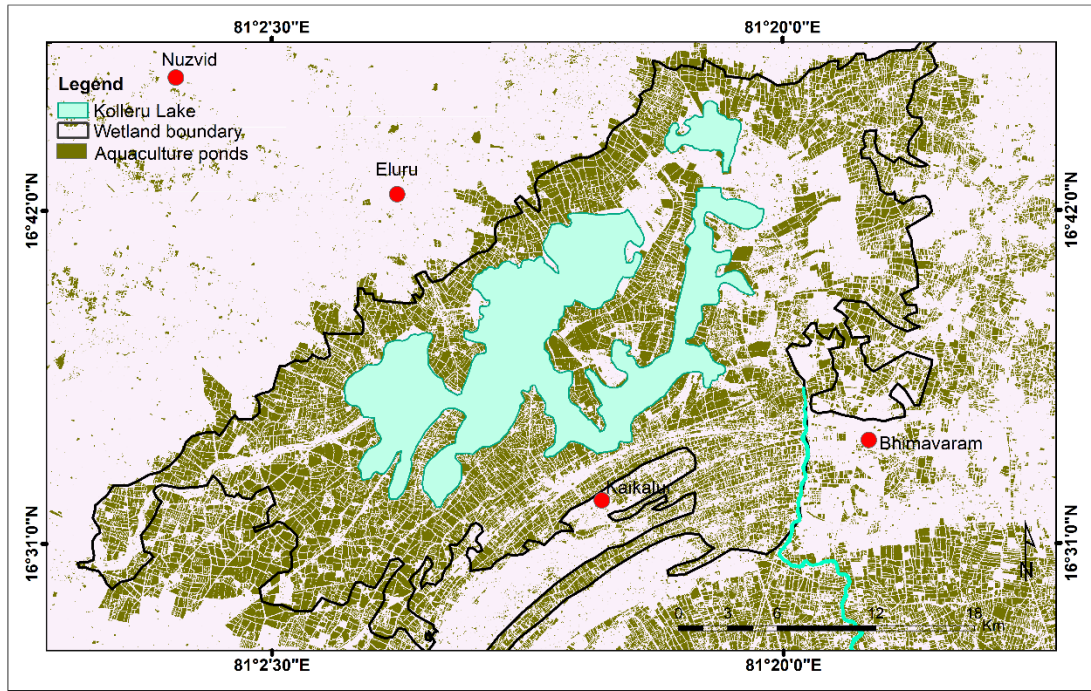 81°2'30"E 81°20'0"E
Nuzvid
Legend
Kolleru Lake
Wetland boundary
Aquaculture ponds
Eluru
16°42'0"N 16°42'0"N
Bhimavaram
Kaikalur
16°31'0"N 16°31'0"N
N
0 3 6 12 18
Km
81°2'30"E 81°20'0"E